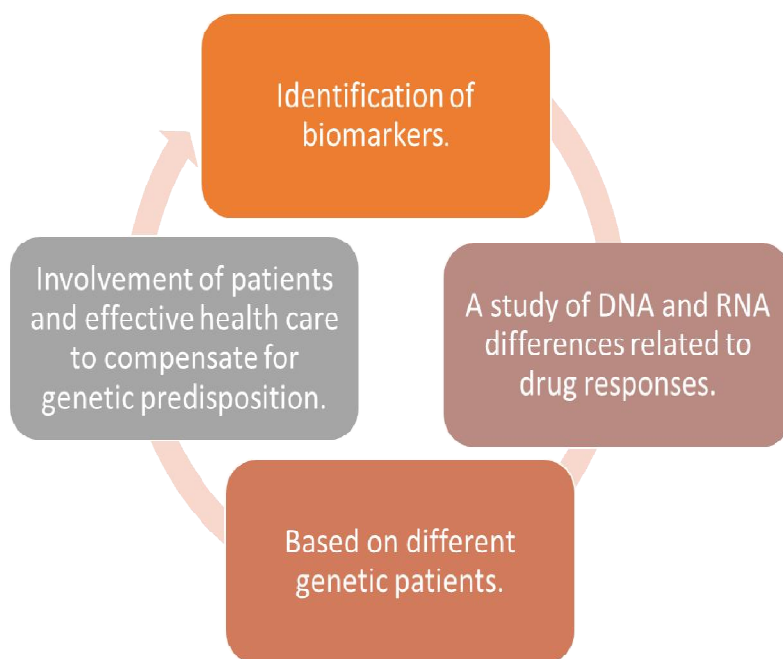 Identification of
biomarkers.
A study of DNA and RNA
differences related to
drug responses.
Based on different
genetic patients.
Involvement of patients
and effective health care
to compensate for
genetic predisposition.